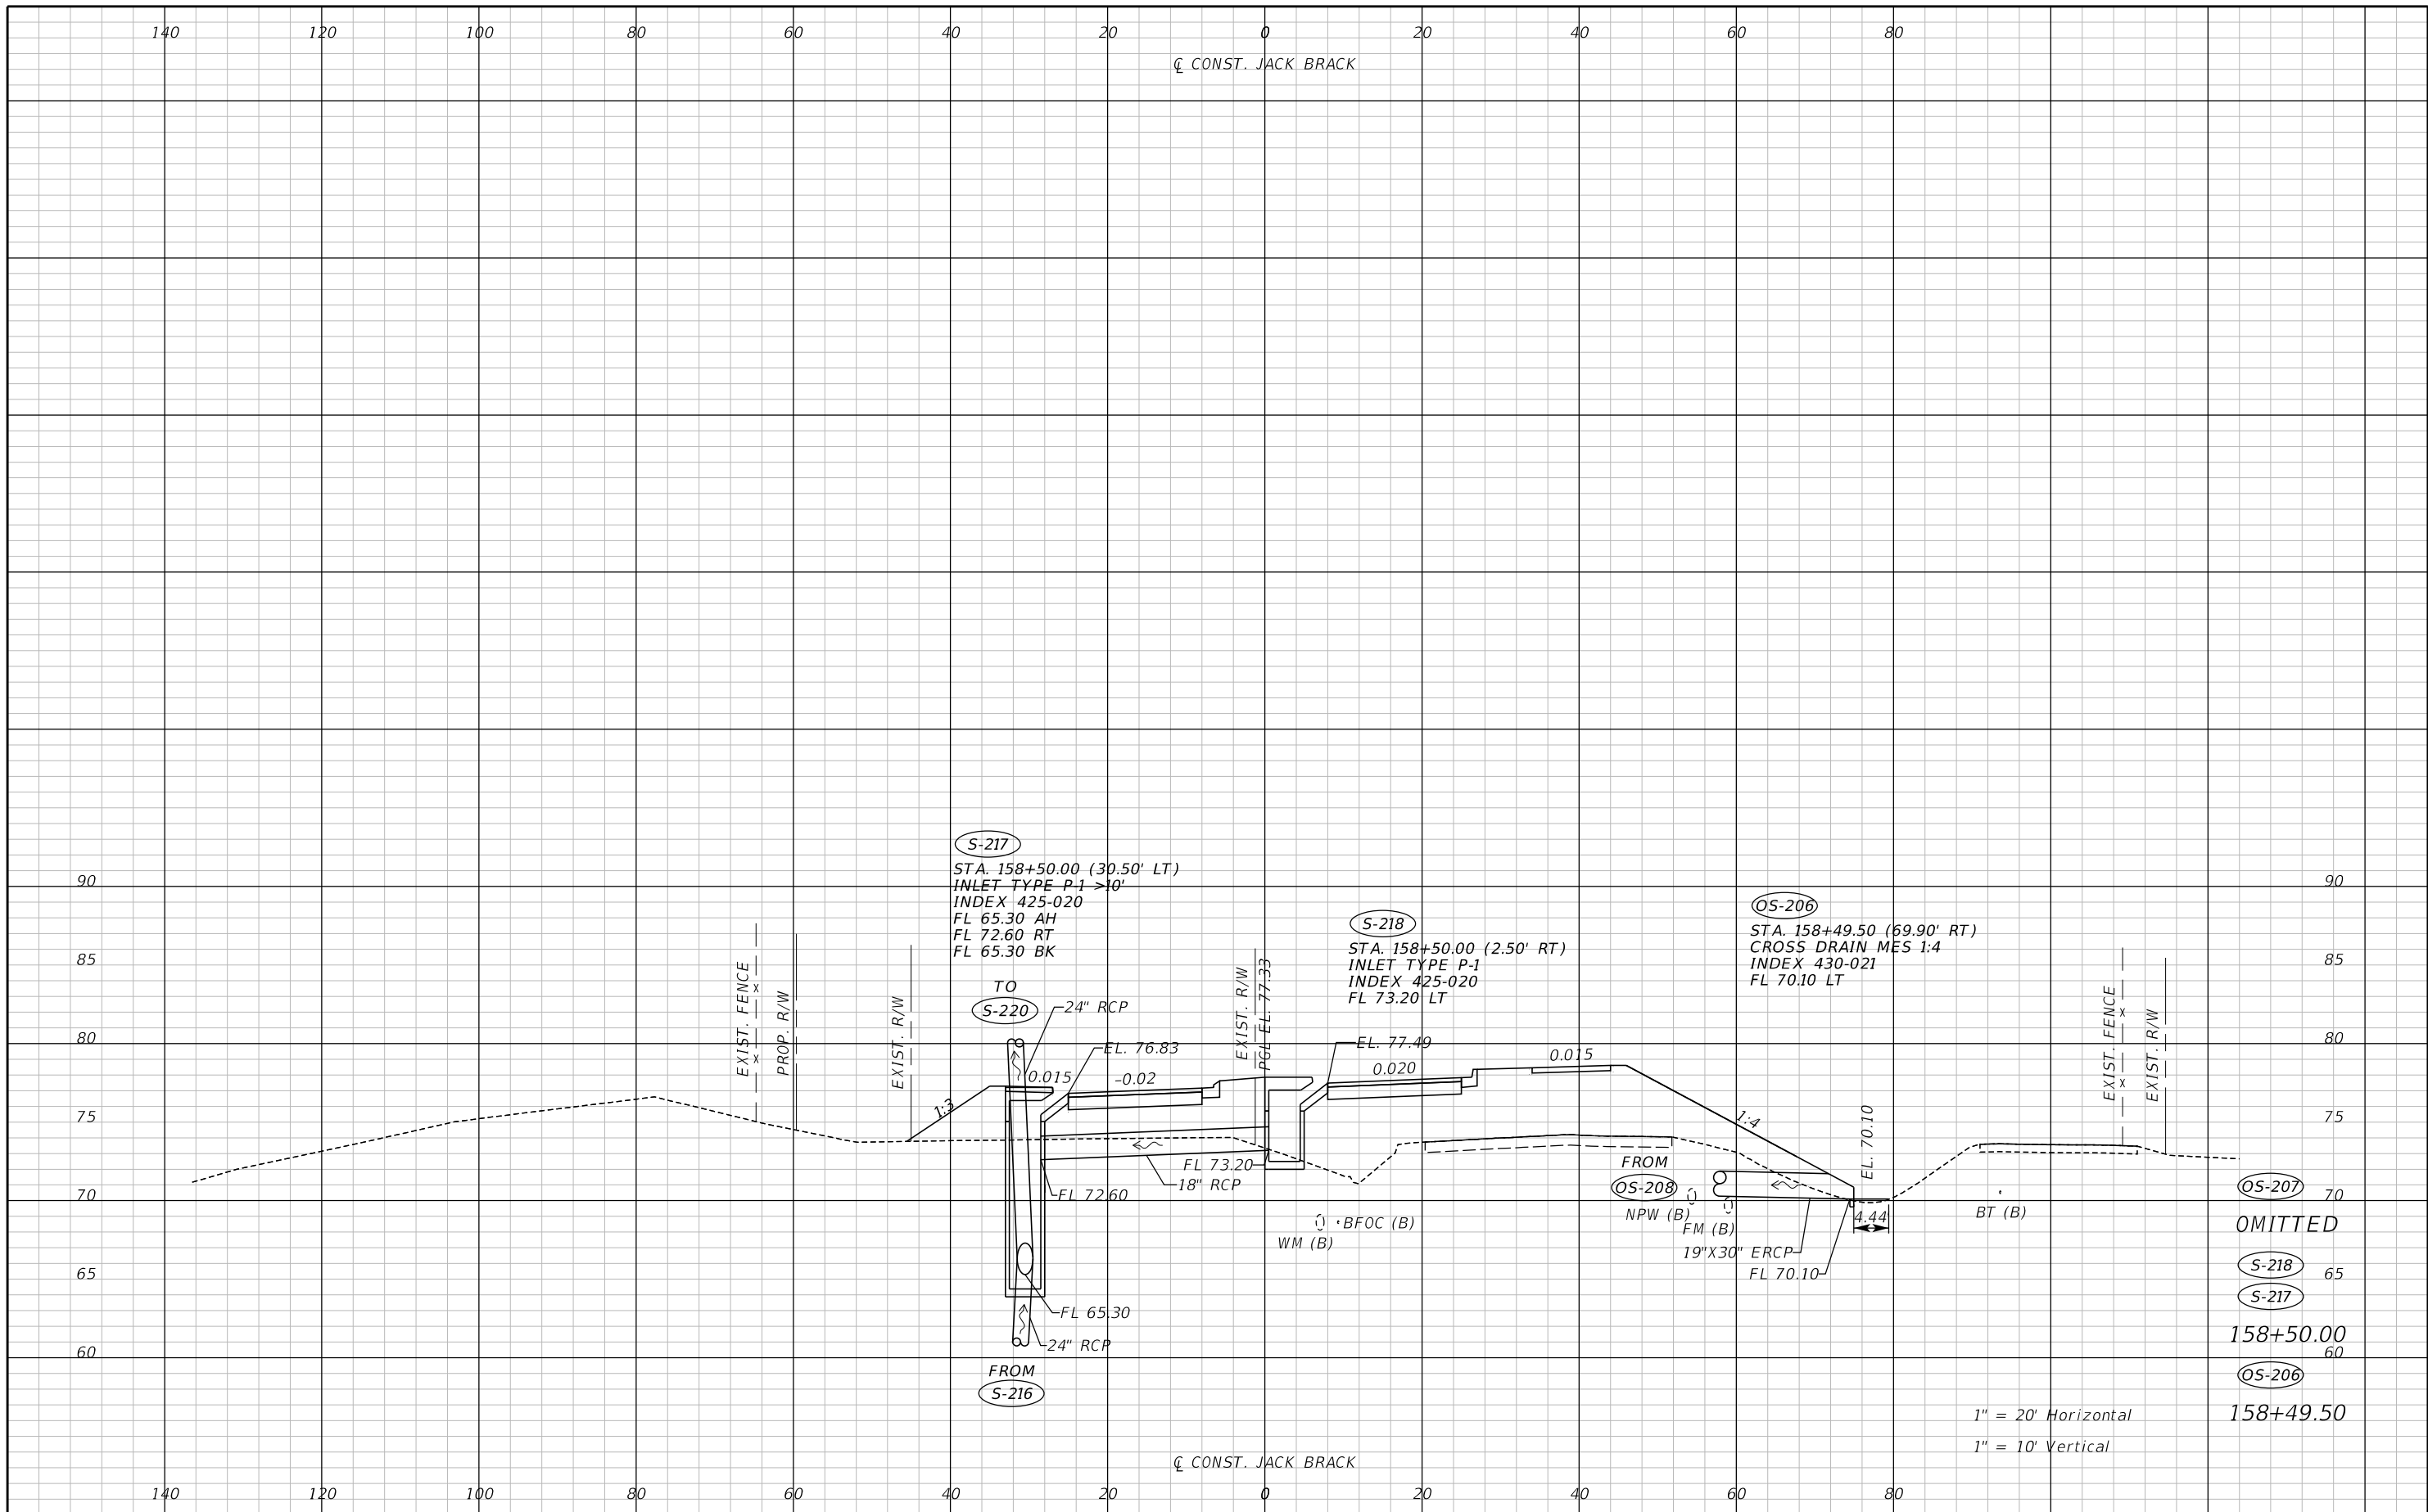 140 120 100 80 60 40 20 0 20 40 60 80
℄ CONST. JACK BRACK
S-217
STA. 158+50.00 (30.50' LT)
INLET TYPE P-1 >10'
INDEX 425-020
FL 65.30 AH
FL 72.60 RT
FL 65.30 BK
S-218
STA. 158+50.00 (2.50' RT)
INLET TYPE P-1
INDEX 425-020
FL 73.20 LT
OS-206
STA. 158+49.50 (69.90' RT)
CROSS DRAIN MES 1:4
INDEX 430-021
FL 70.10 LT
90
85
80
75
70
65
60
90
85
80
75
70
65
60
EXIST. FENCE
X
X
PROP. R/W
EXIST. R/W
TO
S-220
24" RCP
EL. 76.83
0.015
-0.02
1:3
EXIST. R/W
PGL EL. 77.33
EL. 77.49
0.020
0.015
1:4
EL. 70.10
EXIST. FENCE
X
X
EXIST. R/W
FL 73.20
18" RCP
FL 72.60
FL 65.30
24" RCP
FROM
S-216
WM (B)
BFOC (B)
FROM
OS-208
NPW (B)
FM (B)
19"X30" ERCP
FL 70.10
4.44
BT (B)
OS-207
OMITTED
S-218
S-217
158+50.00
OS-206
158+49.50
1" = 20' Horizontal
1" = 10' Vertical
℄ CONST. JACK BRACK
140 120 100 80 60 40 20 0 20 40 60 80